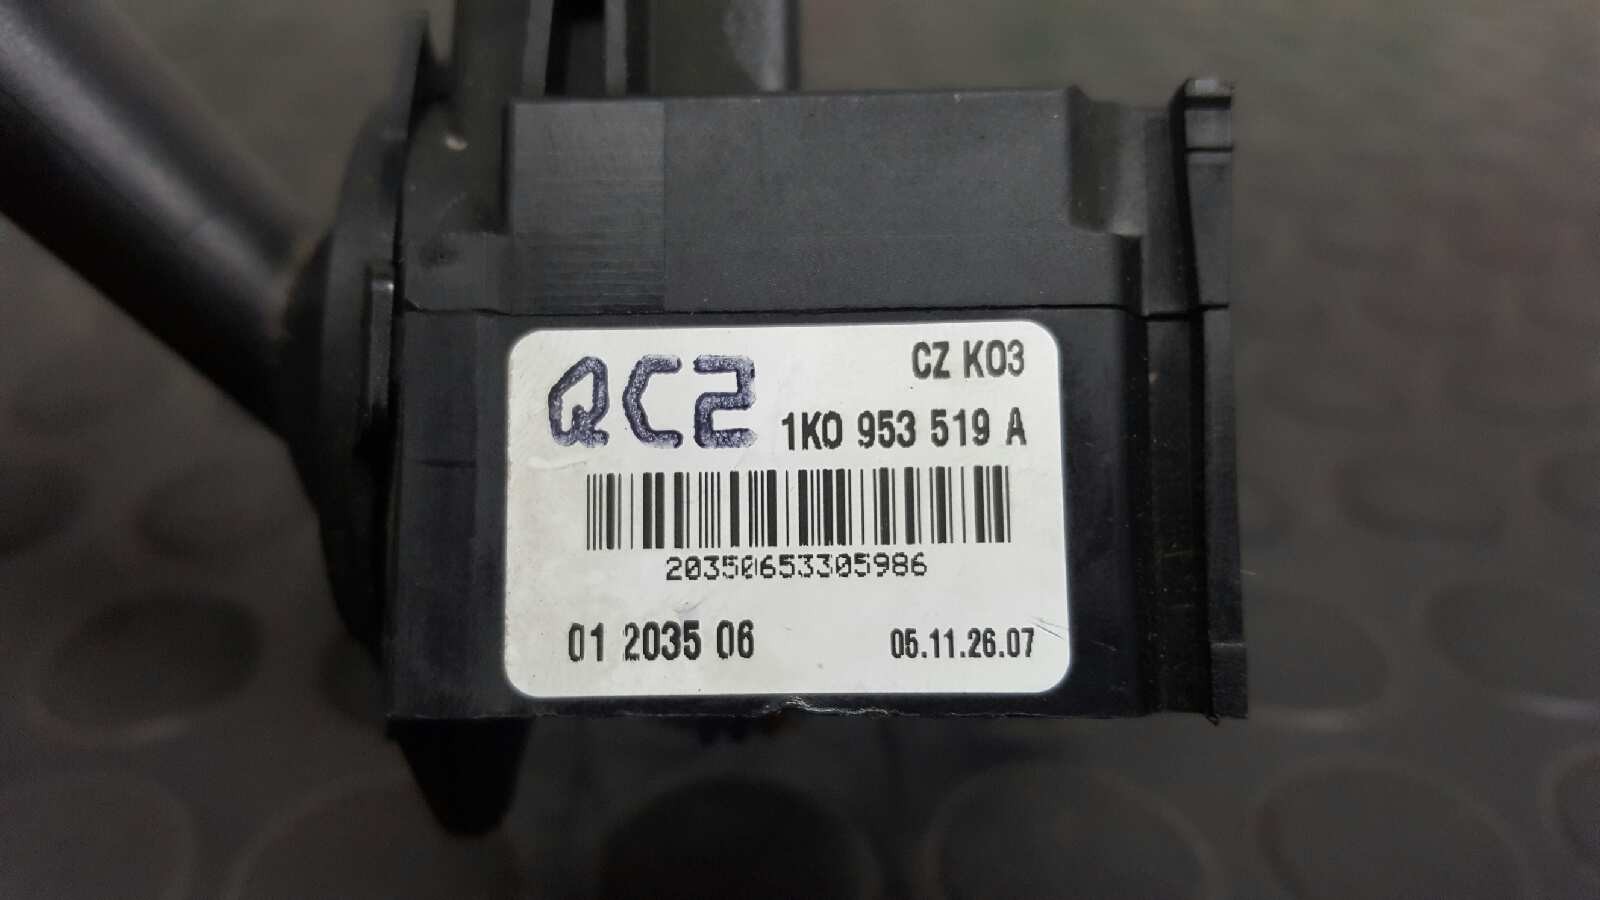 QC2
CZ K03
1K0 953 519 A
20350653305986
01 2035 06
05.11.26.07